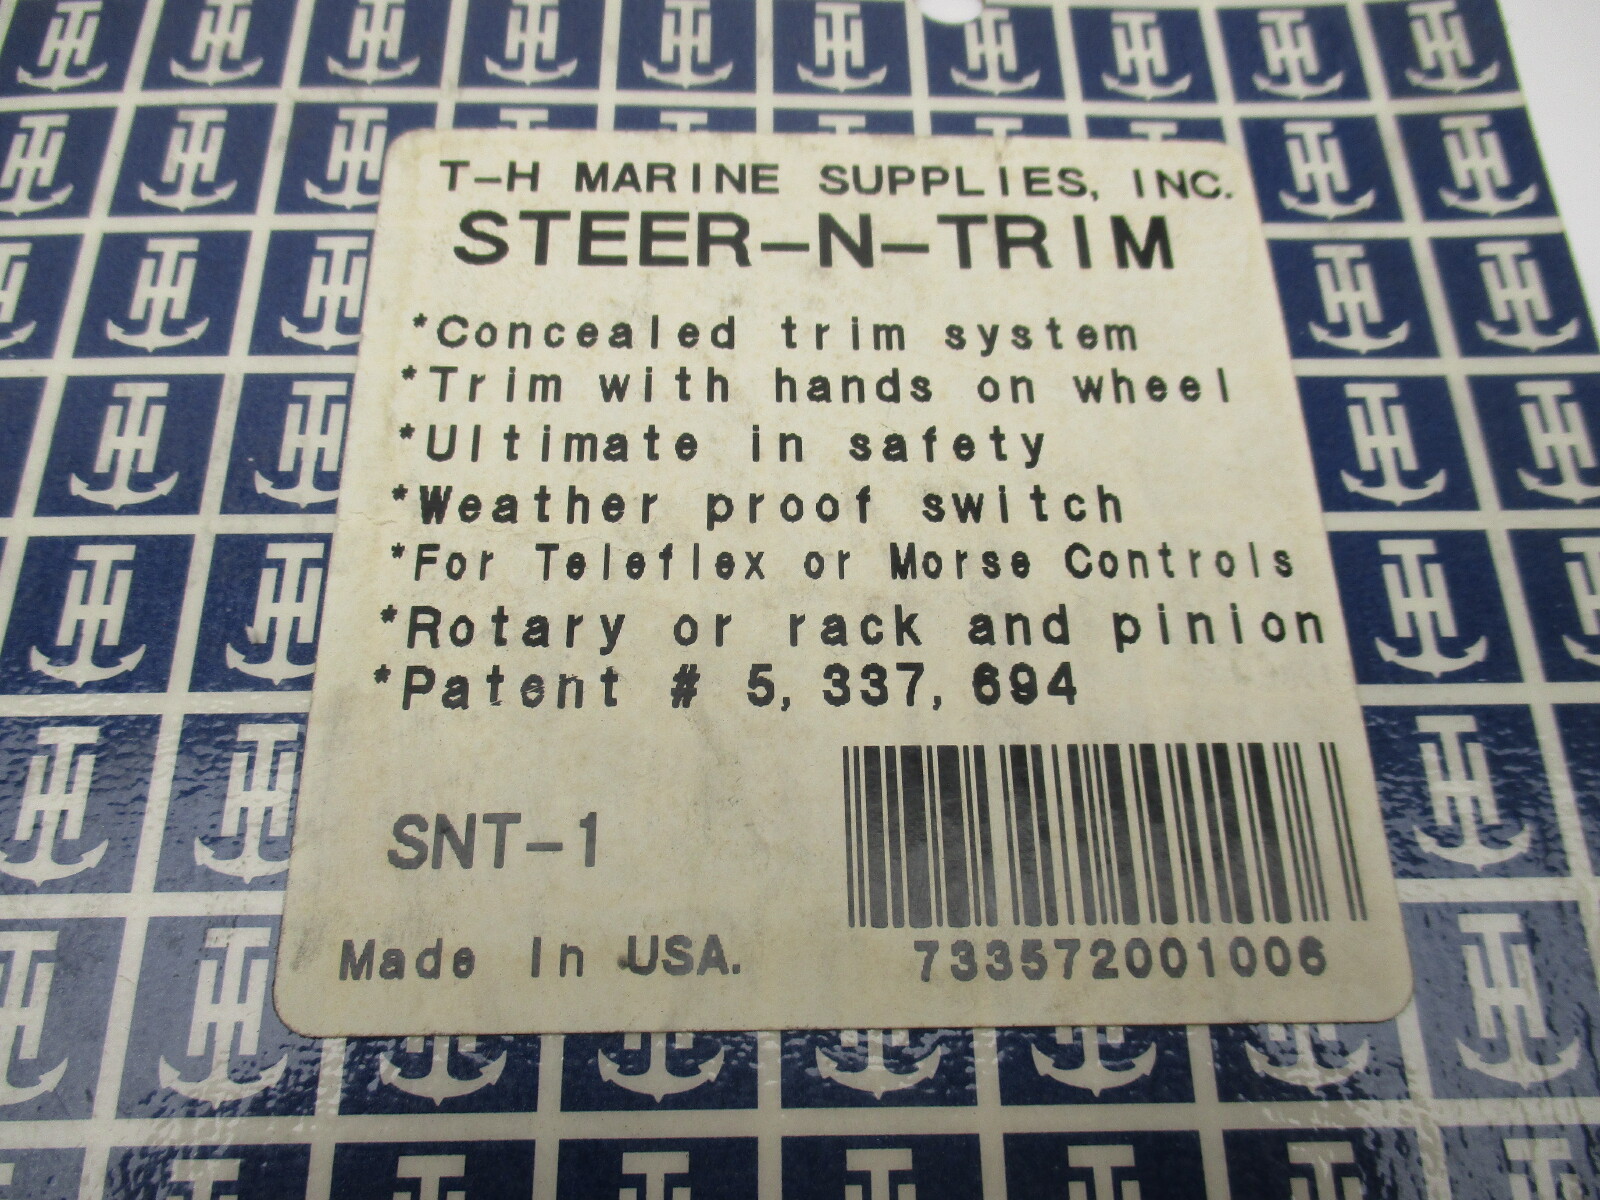 T-H MARINE SUPPLIES, INC.
STEER-N-TRIM
*Concealed trim system
*Trim with hands on wheel
*Ultimate in safety
*Weather proof switch
*For Teleflex or Morse Controls
*Rotary or rack and pinion
*Patent # 5,337,694
SNT-1
Made In USA.
733572001006